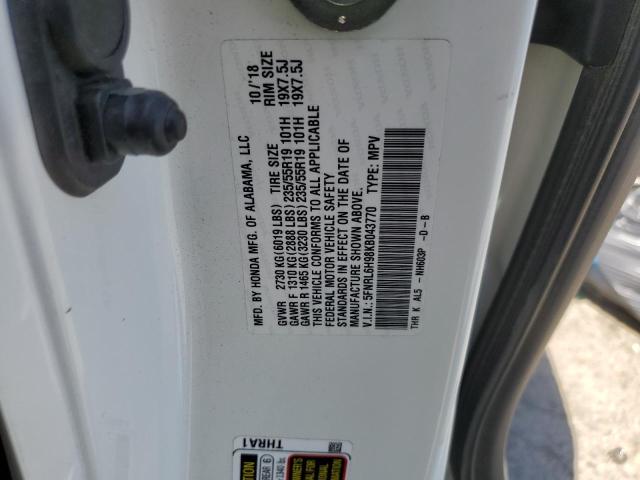 MFD. BY HONDA MFG. OF ALABAMA, LLC 10/'18
GVWR 2730 KG (6019 LBS) TIRE SIZE RIM SIZE
GAWR F 1310 KG (2888 LBS) 235/55R19 101H 19X7.5J
GAWR R 1465 KG (3230 LBS) 235/55R19 101H 19X7.5J
THIS VEHICLE CONFORMS TO ALL APPLICABLE
FEDERAL MOTOR VEHICLE SAFETY
STANDARDS IN EFFECT ON THE DATE OF
MANUFACTURE SHOWN ABOVE.
V.I.N.: 5FNRL6H98KB043770 TYPE: MPV
THR K AL5 - NH603P -D-B
THRA1
REAR 6